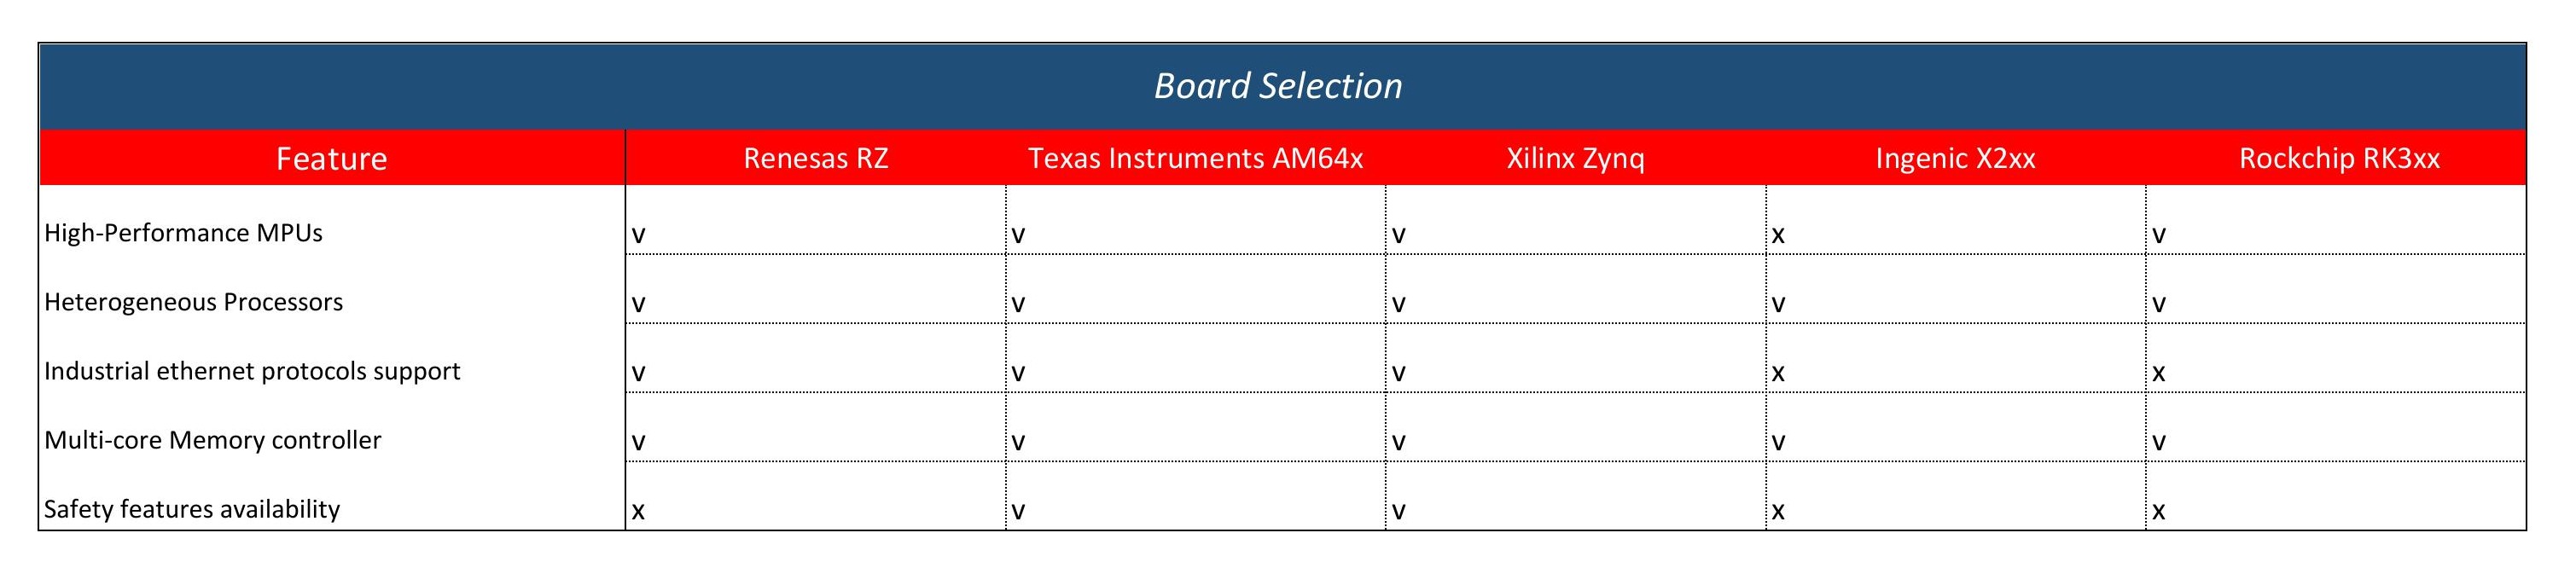 Board Selection
Feature Renesas RZ Texas Instruments AM64x Xilinx Zynq Ingenic X2xx Rockchip RK3xx
High-Performance MPUs v v v x v
Heterogeneous Processors v v v v v
Industrial ethernet protocols support v v v x x
Multi-core Memory controller v v v v v
Safety features availability x v v x x